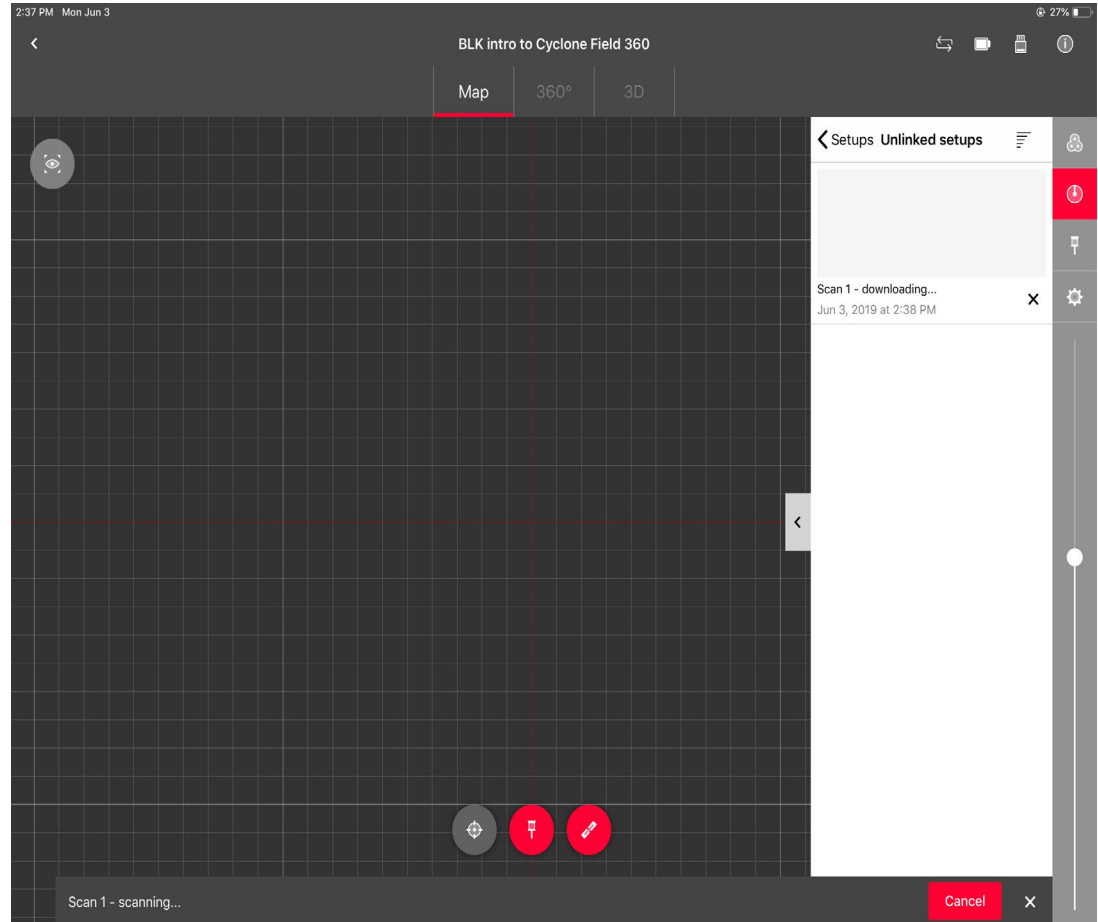 2:37 PM Mon Jun 3
27%
BLK intro to Cyclone Field 360
Map 360° 3D
Setups Unlinked setups
Scan 1 - downloading...
Jun 3, 2019 at 2:38 PM
Scan 1 - scanning...
Cancel